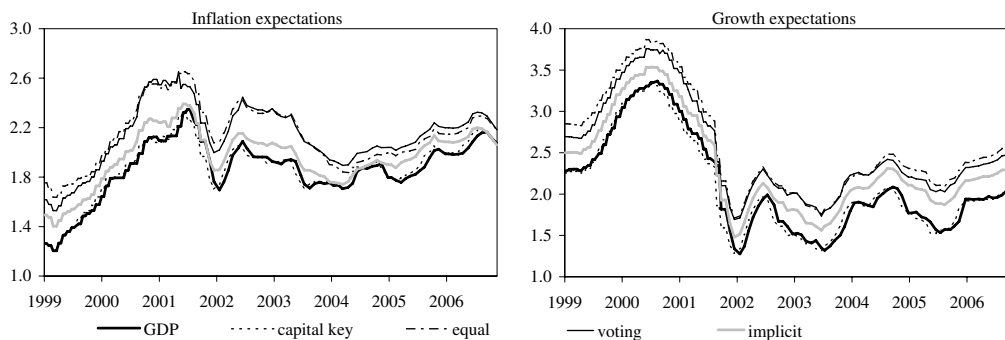 Inflation expectations
3.0
2.6
2.2
1.8
1.4
1.0
1999 2000 2001 2002 2003 2004 2005 2006
Growth expectations
4.0
3.5
3.0
2.5
2.0
1.5
1.0
1999 2000 2001 2002 2003 2004 2005 2006
GDP capital key equal voting implicit